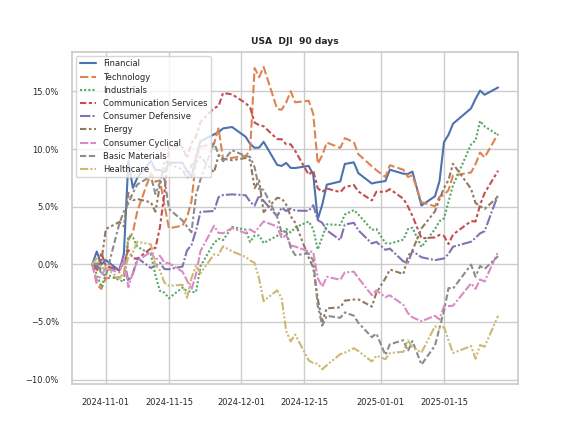 USA DJI 90 days
Financial
Technology
Industrials
Communication Services
Consumer Defensive
Energy
Consumer Cyclical
Basic Materials
Healthcare
15.0%
10.0%
5.0%
0.0%
−5.0%
−10.0%
2024-11-01 2024-11-15 2024-12-01 2024-12-15 2025-01-01 2025-01-15